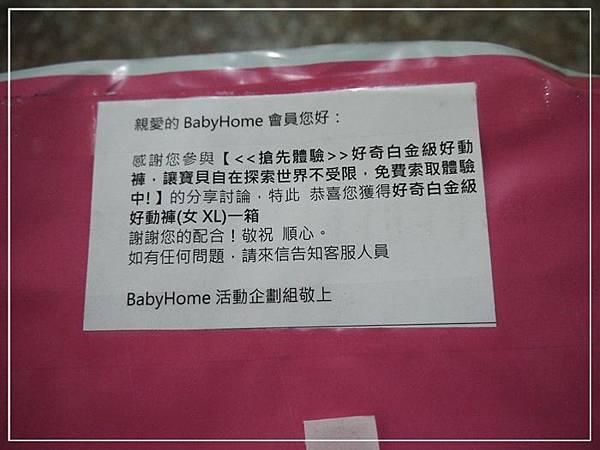 親愛的 BabyHome 會員您好：
感謝您參與【<<搶先體驗>>好奇白金級好動
褲，讓寶貝自在探索世界不受限，免費索取體驗
中!】的分享討論，特此 恭喜您獲得好奇白金級
好動褲(女 XL)一箱
謝謝您的配合！敬祝 順心。
如有任何問題，請來信告知客服人員
BabyHome 活動企劃組敬上